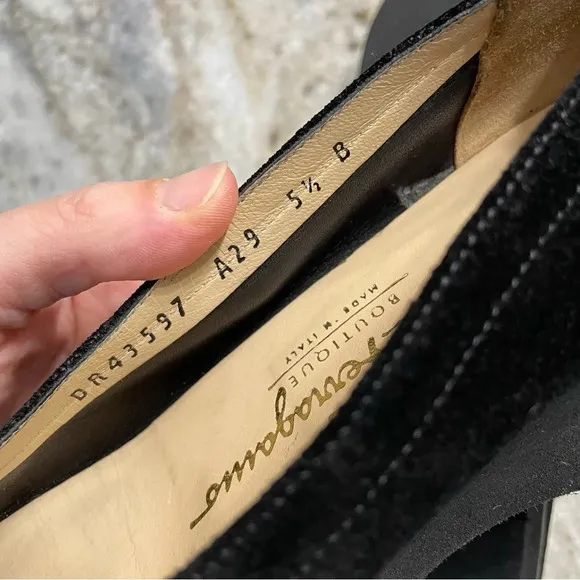 DR43597 A29 5½ B
Ferragamo
BOUTIQUE
MADE IN ITALY